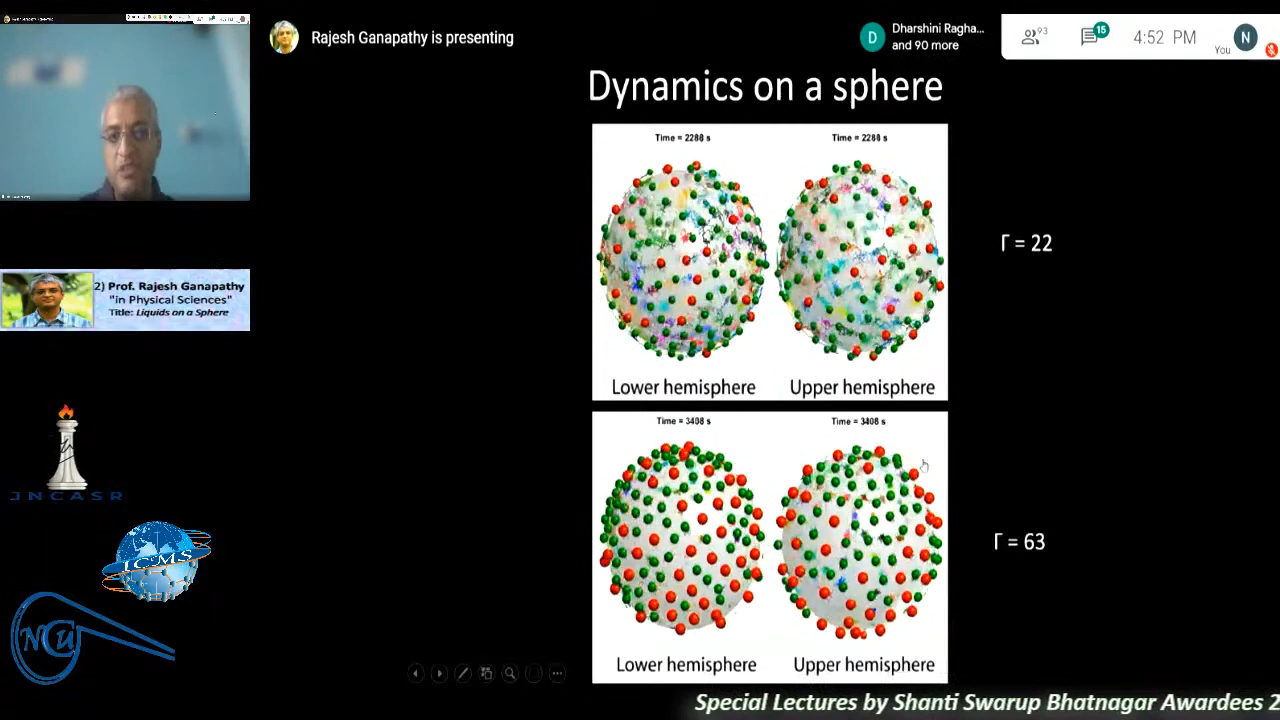 Rajesh Ganapathy is presenting
D
Dharshini Ragha...
and 90 more
93
15
4:52 PM
You
N
Dynamics on a sphere
Time = 2288 s
Time = 2288 s
Lower hemisphere
Upper hemisphere
Γ = 22
2) Prof. Rajesh Ganapathy
"in Physical Sciences"
Title: Liquids on a Sphere
Time = 3408 s
Time = 3408 s
Lower hemisphere
Upper hemisphere
Γ = 63
JNCASR
ICMS
NCU
Special Lectures by Shanti Swarup Bhatnagar Awardees 2